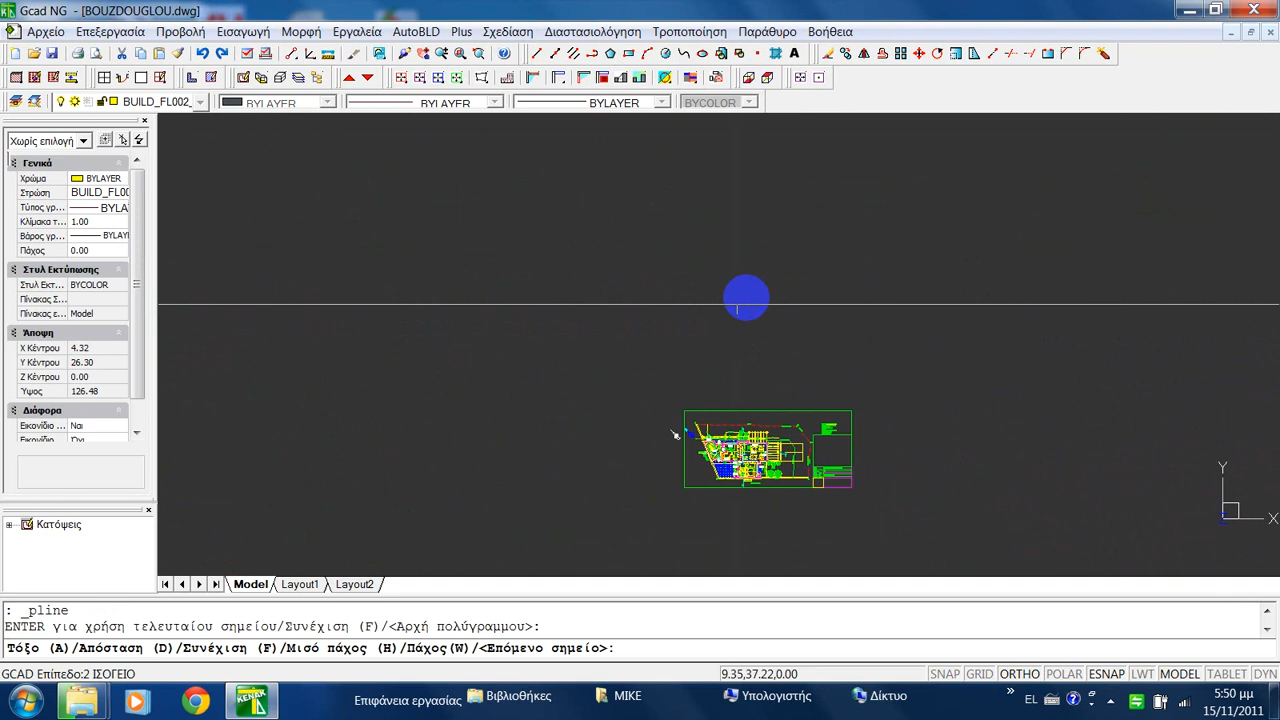 Gcad NG - [BOUZDOUGLOU.dwg]
Αρχείο Επεξεργασία Προβολή Εισαγωγή Μορφή Εργαλεία AutoBLD Plus Σχεδίαση Διαστασιολόγηση Τροποποίηση Παράθυρο Βοήθεια
BUILD_FL002_ BYLAYER BYLAYER BYLAYER BYCOLOR
Χωρίς επιλογή
Γενικά
Χρώμα BYLAYER
Στρώση BUILD_FL00
Τύπος γρ... BYLA
Κλίμακα τ... 1.00
Βάρος γρ... BYLAY
Πάχος 0.00
Στυλ Εκτύπωσης
Στυλ Εκτ... BYCOLOR
Πίνακας Σ...
Πίνακας ε... Model
Άποψη
X Κέντρου 4.32
Y Κέντρου 26.30
Z Κέντρου 0.00
Ύψος 126.48
Διάφορα
Εικονίδιο ... Ναι
Εικονίδιο Όχι
Κατόψεις
Y
X
Z
Model Layout1 Layout2
: _pline
ENTER για χρήση τελευταίου σημείου/Συνέχιση (F)/<Αρχή πολύγραμμου>:
Τόξο (A)/Απόσταση (D)/Συνέχιση (F)/Μισό πάχος (H)/Πάχος(W)/<Επόμενο σημείο>:
GCAD Επίπεδο:2 ΙΣΟΓΕΙΟ 9.35,37.22,0.00 SNAP GRID ORTHO POLAR ESNAP LWT MODEL TABLET DYN
KENAK Επιφάνεια εργασίας Βιβλιοθήκες MIKE Υπολογιστής Δίκτυο » EL 5:50 μμ
15/11/2011